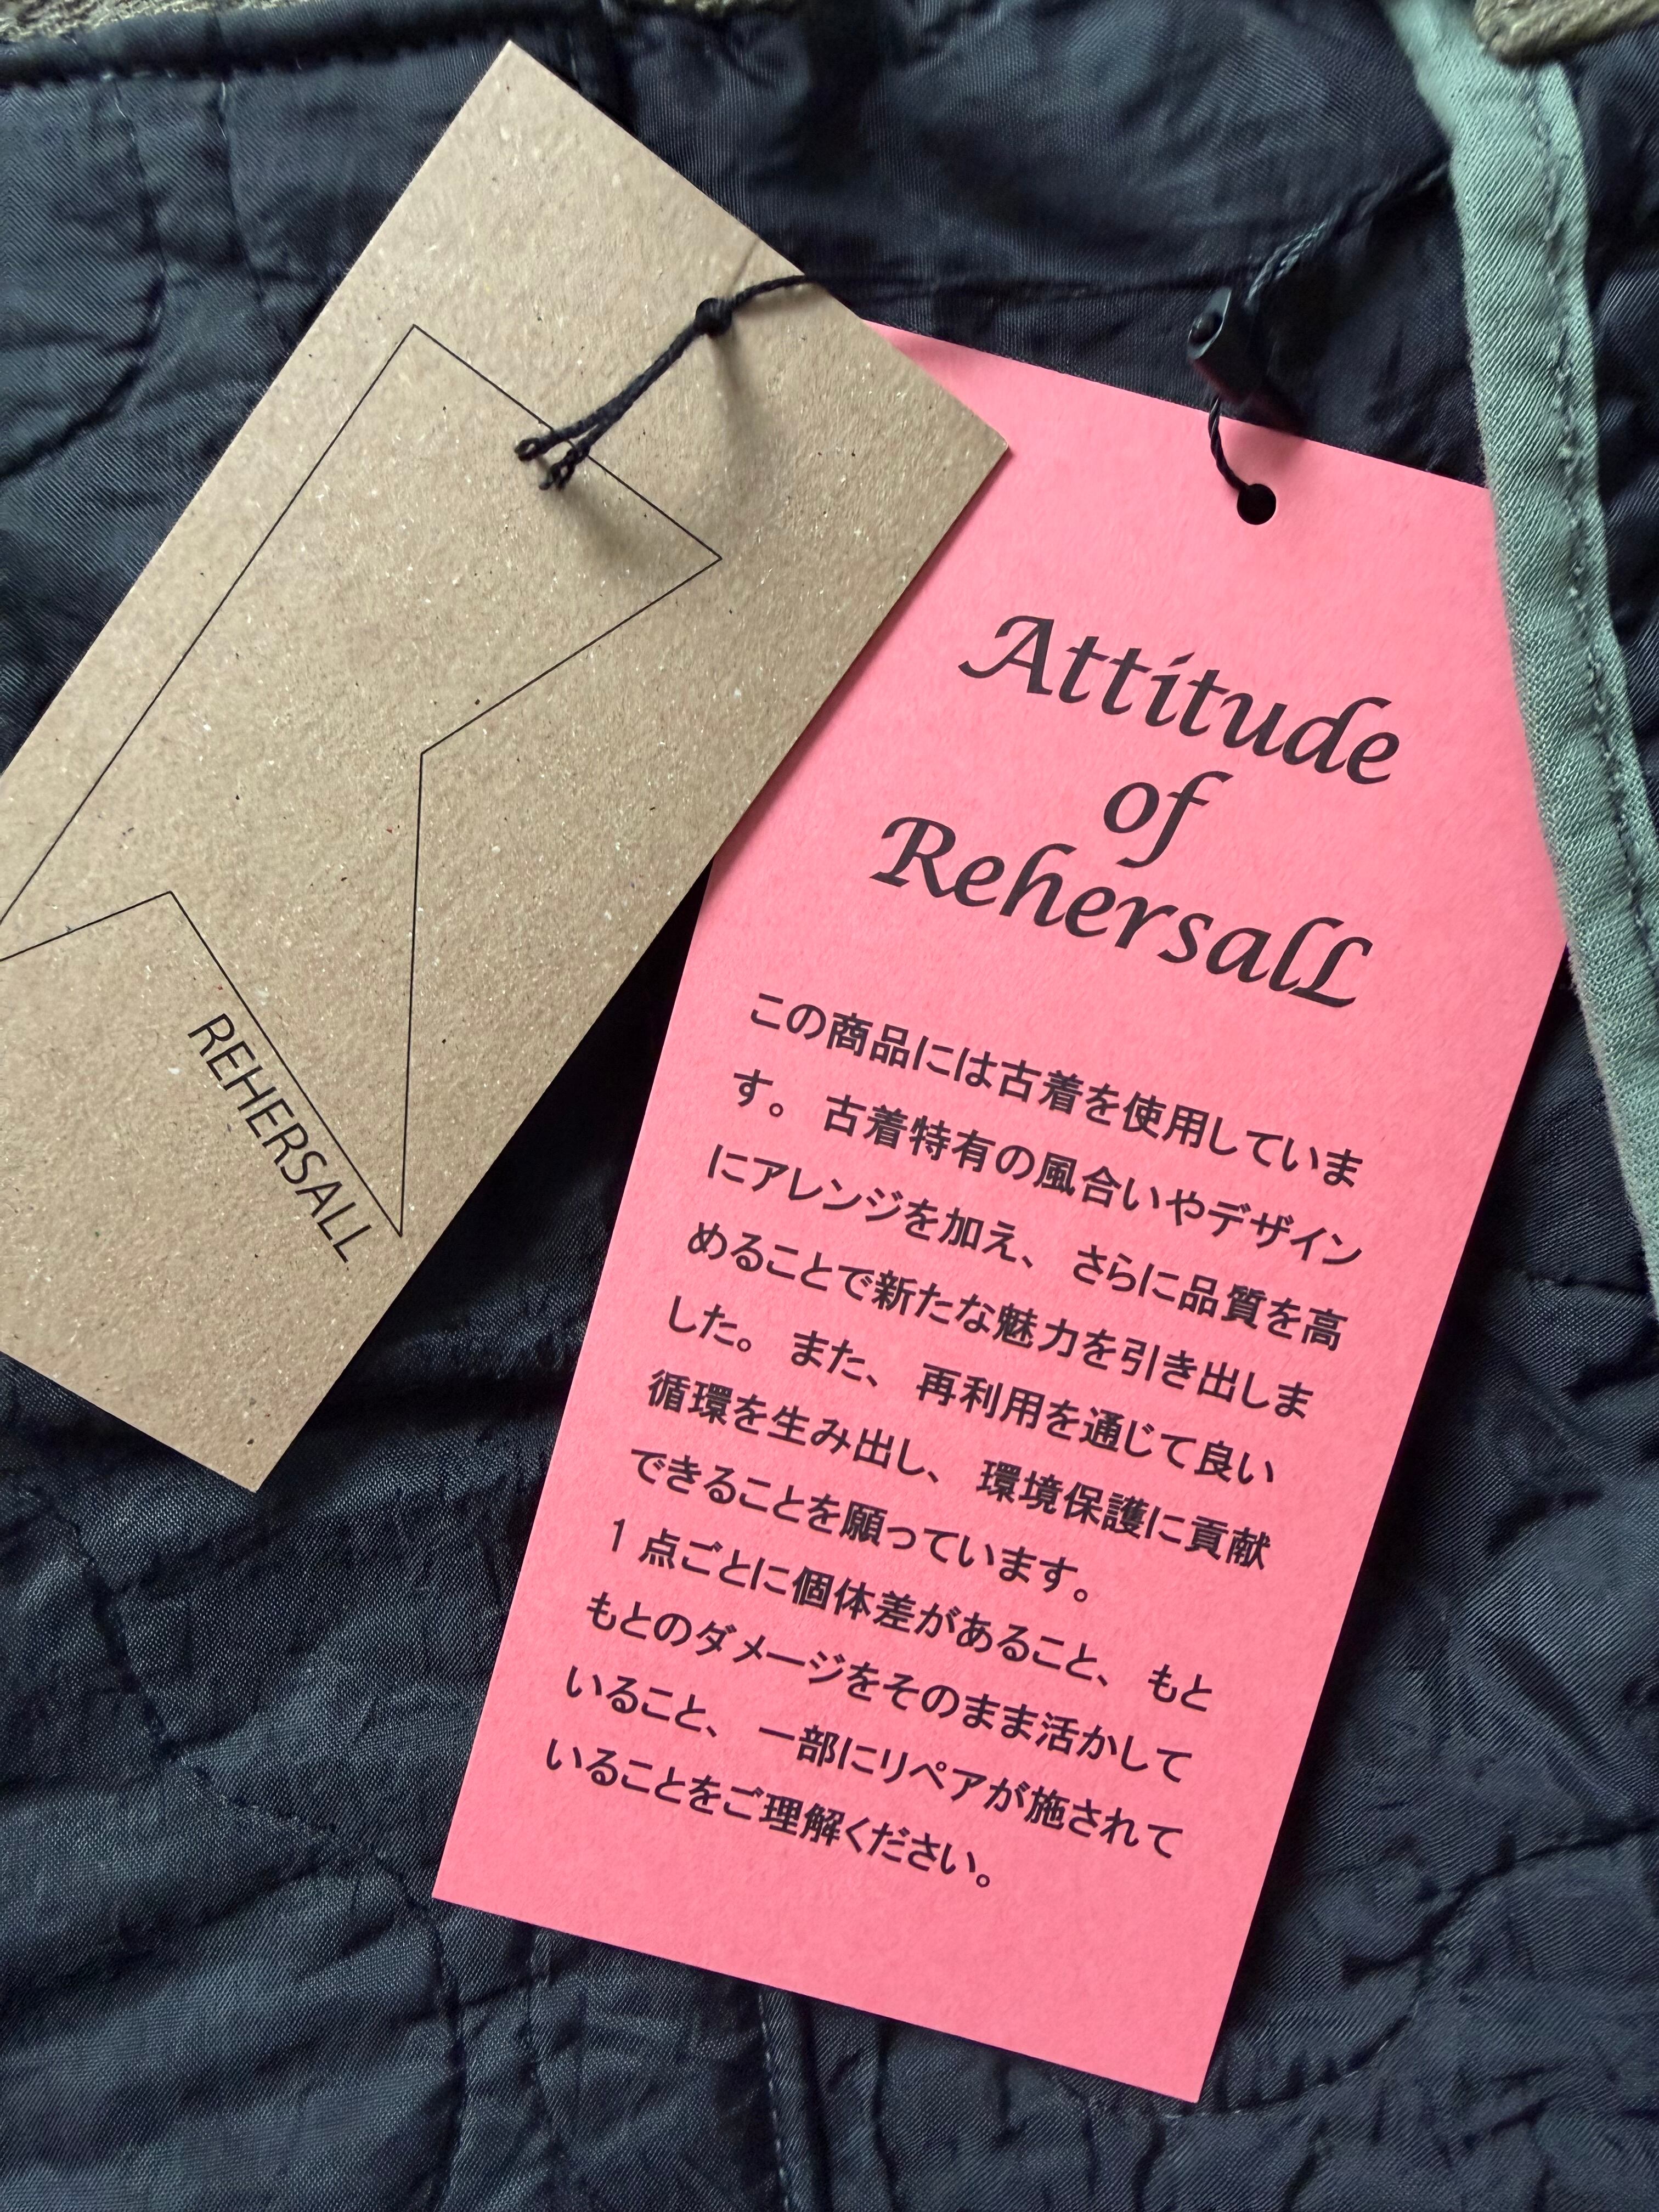 REHERSALL
Attitude
of
RehersalL
この商品には古着を使用していま
す。古着特有の風合いやデザイン
にアレンジを加え、さらに品質を高
めることで新たな魅力を引き出しま
した。また、再利用を通じて良い
循環を生み出し、環境保護に貢献
できることを願っています。
1点ごとに個体差があること、もと
もとのダメージをそのまま活かして
いること、一部にリペアが施されて
いることをご理解ください。